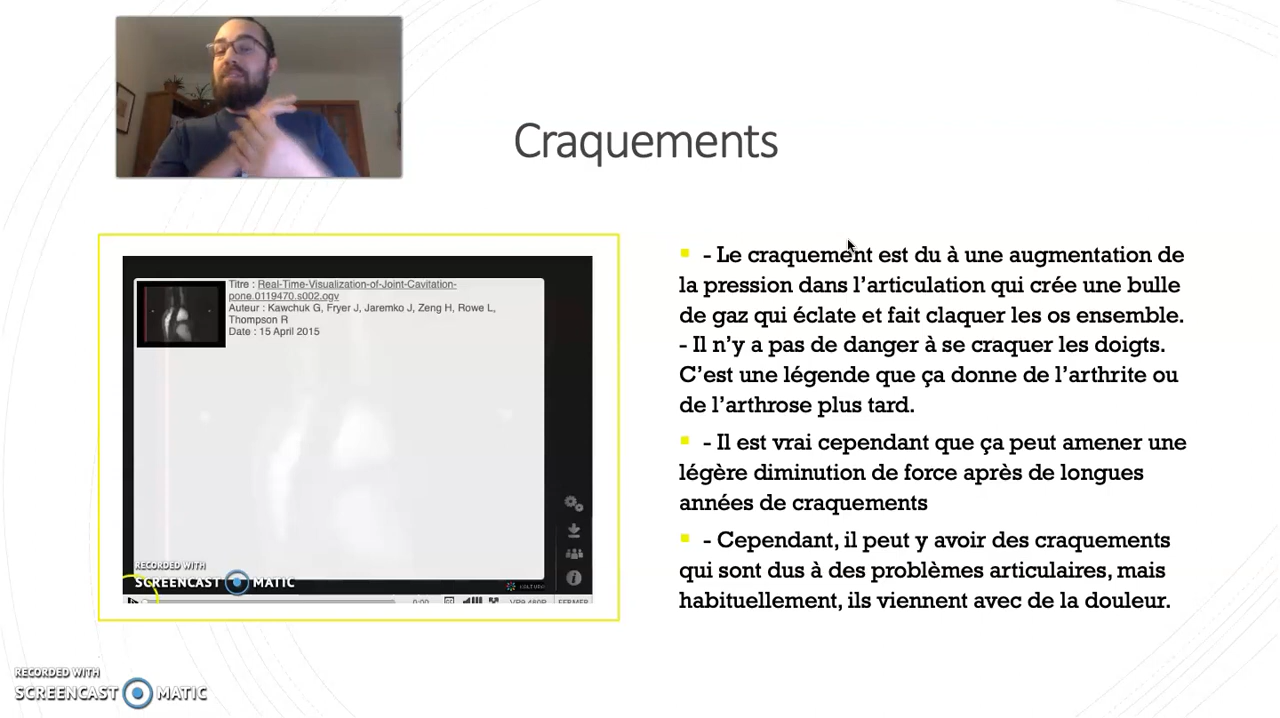 Craquements
Titre : Real-Time-Visualization-of-Joint-Cavitation-
pone.0119470.s002.ogv
Auteur : Kawchuk G, Fryer J, Jaremko J, Zeng H, Rowe L,
Thompson R
Date : 15 April 2015
RECORDED WITH
SCREENCAST MATIC
0:00
FERMER
- Le craquement est du à une augmentation de
la pression dans l’articulation qui crée une bulle
de gaz qui éclate et fait claquer les os ensemble.
- Il n’y a pas de danger à se craquer les doigts.
C’est une légende que ça donne de l’arthrite ou
de l’arthrose plus tard.
- Il est vrai cependant que ça peut amener une
légère diminution de force après de longues
années de craquements
- Cependant, il peut y avoir des craquements
qui sont dus à des problèmes articulaires, mais
habituellement, ils viennent avec de la douleur.
RECORDED WITH
SCREENCAST MATIC